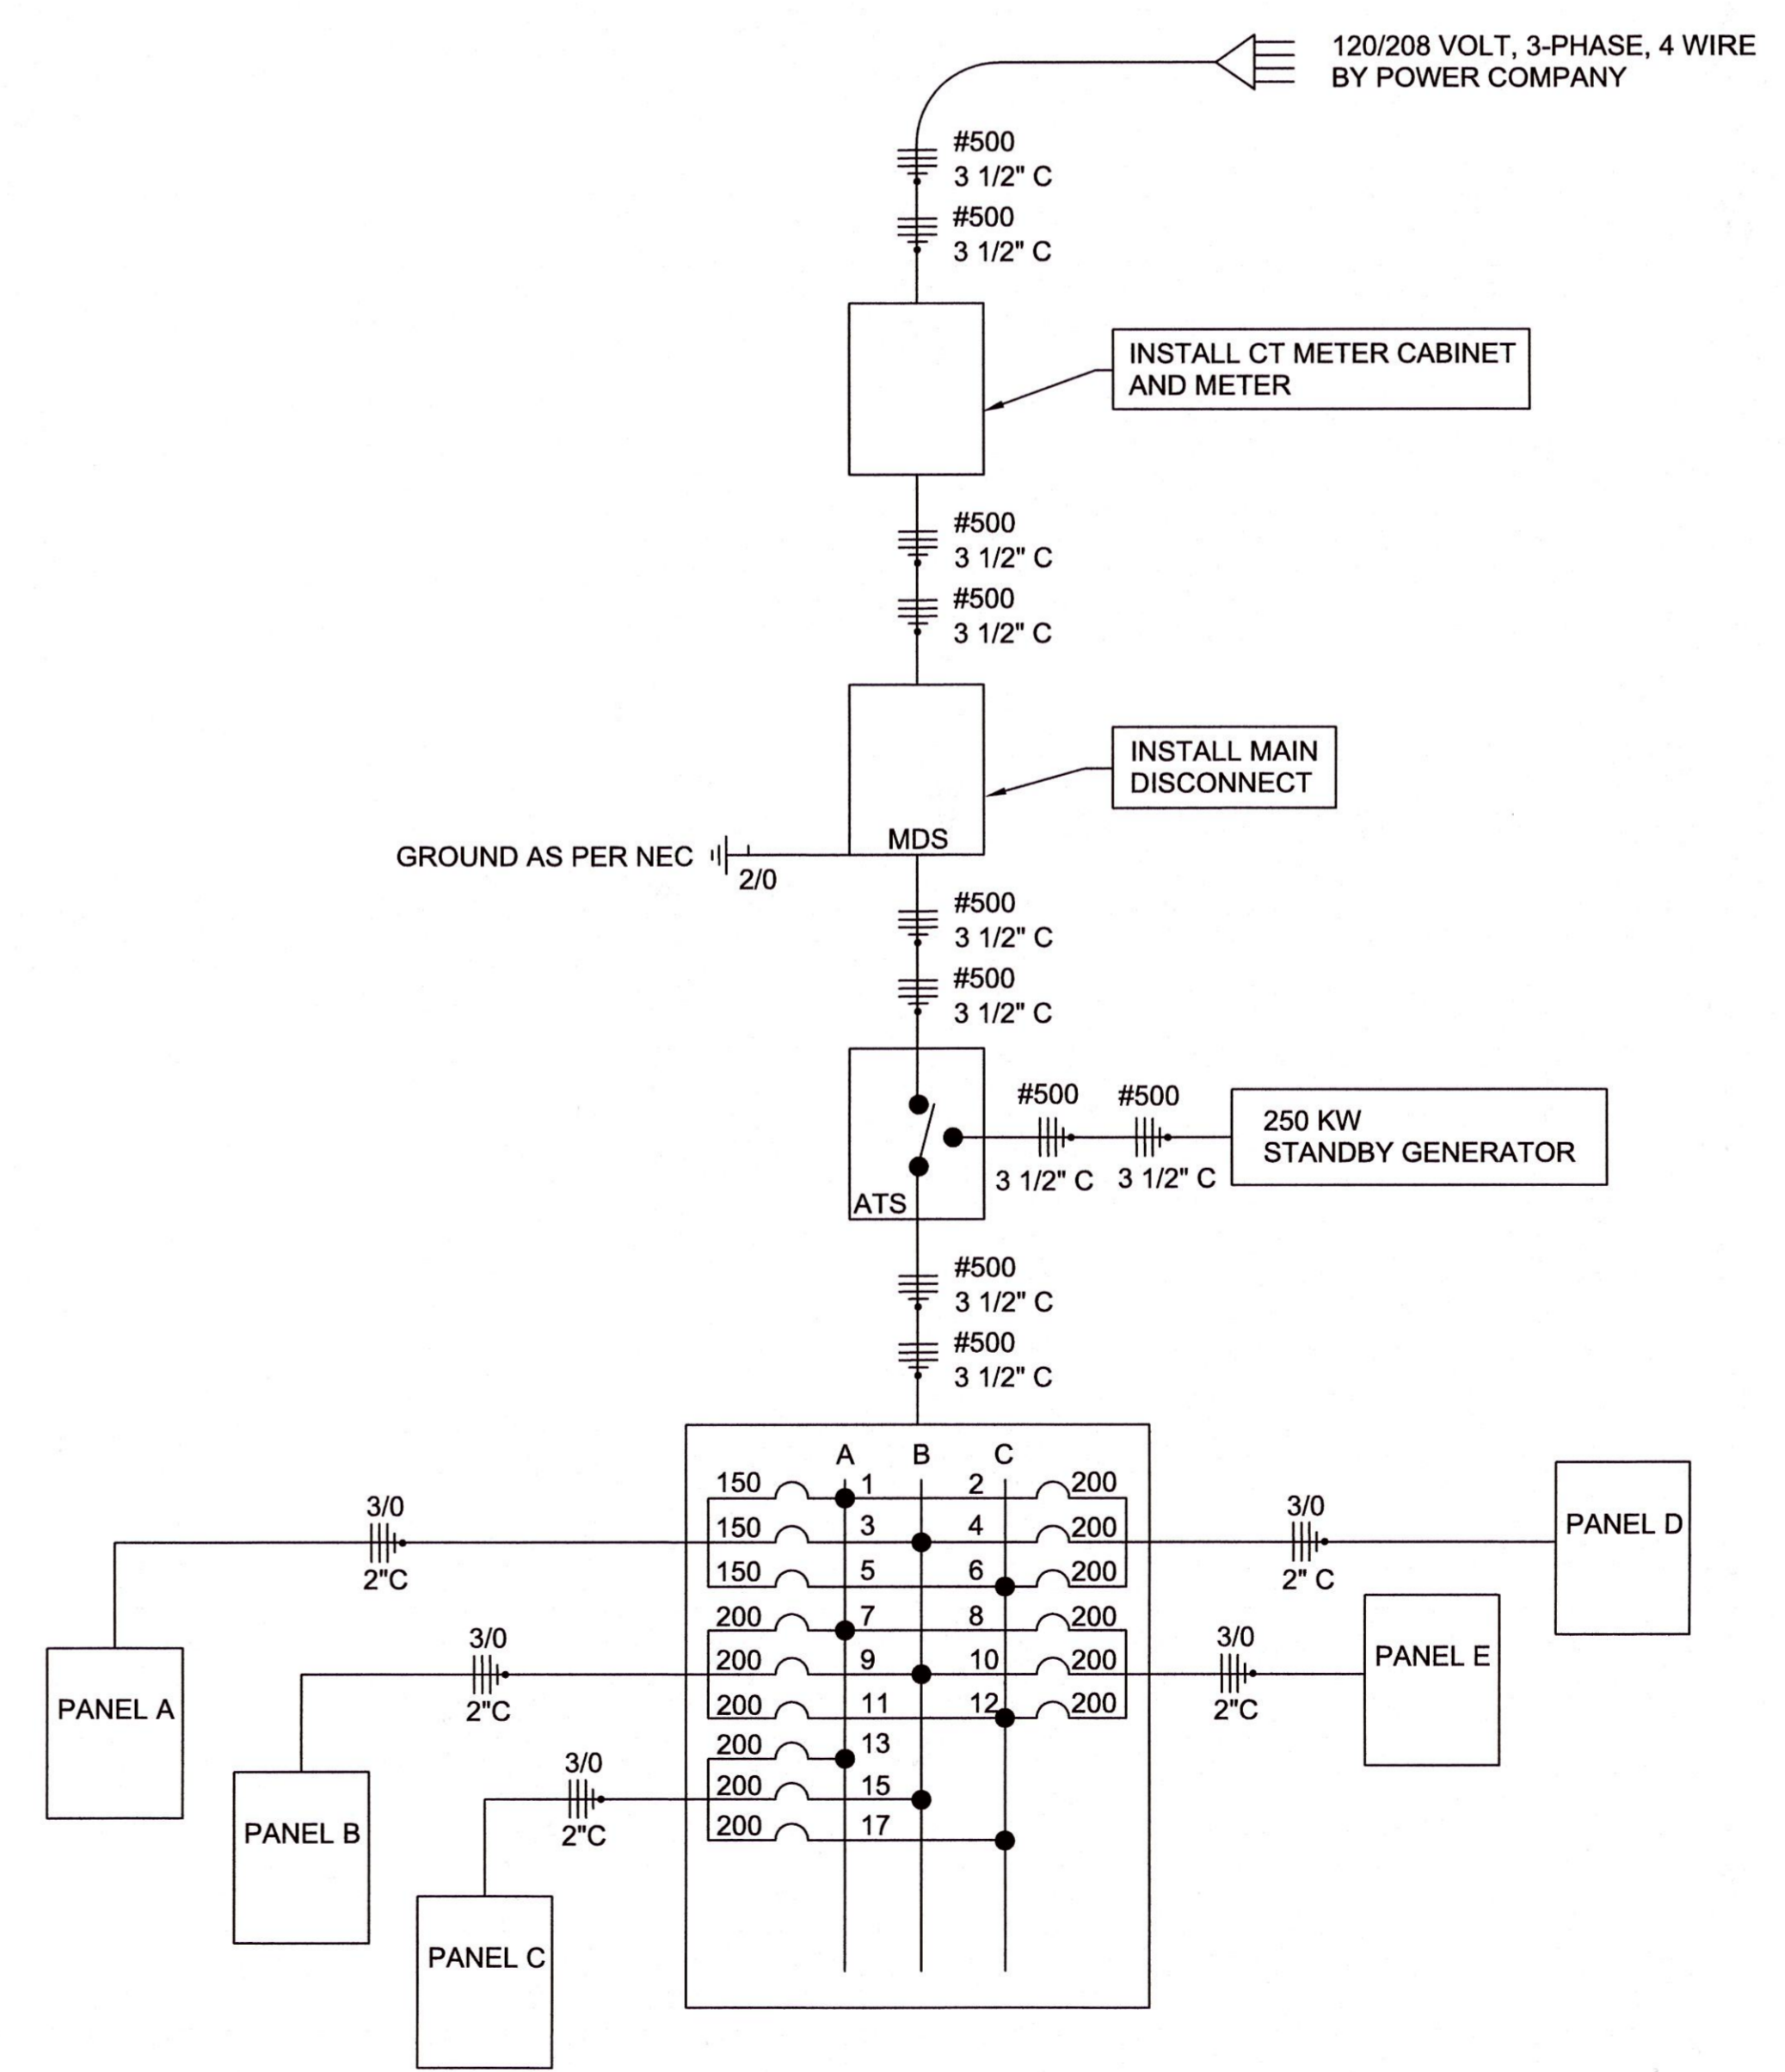 120/208 VOLT, 3-PHASE, 4 WIRE
BY POWER COMPANY
#500
3 1/2" C
#500
3 1/2" C
INSTALL CT METER CABINET
AND METER
#500
3 1/2" C
#500
3 1/2" C
INSTALL MAIN
DISCONNECT
MDS
GROUND AS PER NEC
2/0
#500
3 1/2" C
#500
3 1/2" C
#500 #500
250 KW
STANDBY GENERATOR
3 1/2" C 3 1/2" C
ATS
#500
3 1/2" C
#500
3 1/2" C
A B C
150 1 2 200
3/0 3/0
150 3 4 200
PANEL D
150 5 6 200
2"C 2" C
200 7 8 200
3/0 3/0
200 9 10 200
PANEL E
200 11 12 200
2"C 2"C
PANEL A
200 13
3/0
200 15
200 17
2"C
PANEL B
PANEL C